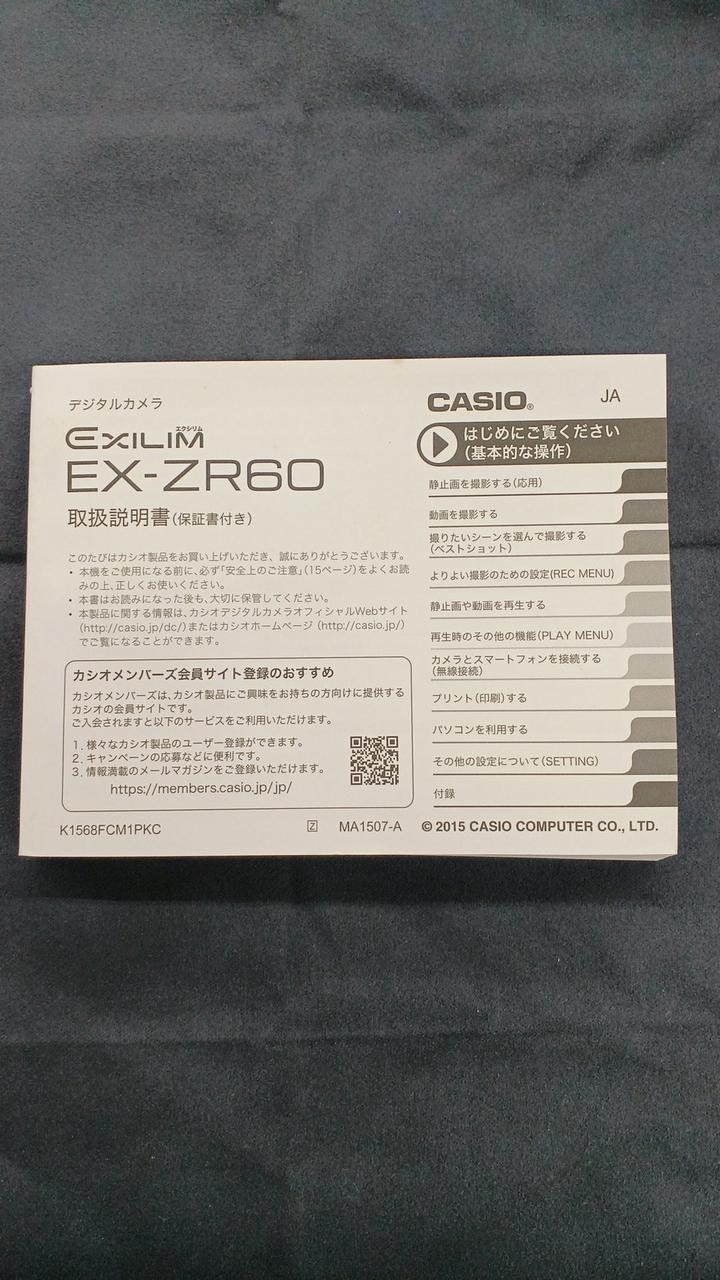 デジタルカメラ
エクシリム
EXILIM
EX-ZR60
取扱説明書(保証書付き)
このたびはカシオ製品をお買い上げいただき、誠にありがとうございます。
• 本機をご使用になる前に、必ず「安全上のご注意」(15ページ)をよくお読
みの上、正しくお使いください。
• 本書はお読みになった後も、大切に保管してください。
• 本製品に関する情報は、カシオデジタルカメラオフィシャルWebサイト
(http://casio.jp/dc/)またはカシオホームページ (http://casio.jp/)
でご覧になることができます。
カシオメンバーズ会員サイト登録のおすすめ
カシオメンバーズは、カシオ製品にご興味をお持ちの方向けに提供する
カシオの会員サイトです。
ご入会されますと以下のサービスをご利用いただけます。
1. 様々なカシオ製品のユーザー登録ができます。
2. キャンペーンの応募などに便利です。
3. 情報満載のメールマガジンをご登録いただけます。
https://members.casio.jp/jp/
K1568FCM1PKC
Z
MA1507-A
CASIO®
JA
はじめにご覧ください
(基本的な操作)
静止画を撮影する(応用)
動画を撮影する
撮りたいシーンを選んで撮影する
(ベストショット)
よりよい撮影のための設定(REC MENU)
静止画や動画を再生する
再生時のその他の機能(PLAY MENU)
カメラとスマートフォンを接続する
(無線接続)
プリント(印刷)する
パソコンを利用する
その他の設定について(SETTING)
付録
© 2015 CASIO COMPUTER CO., LTD.